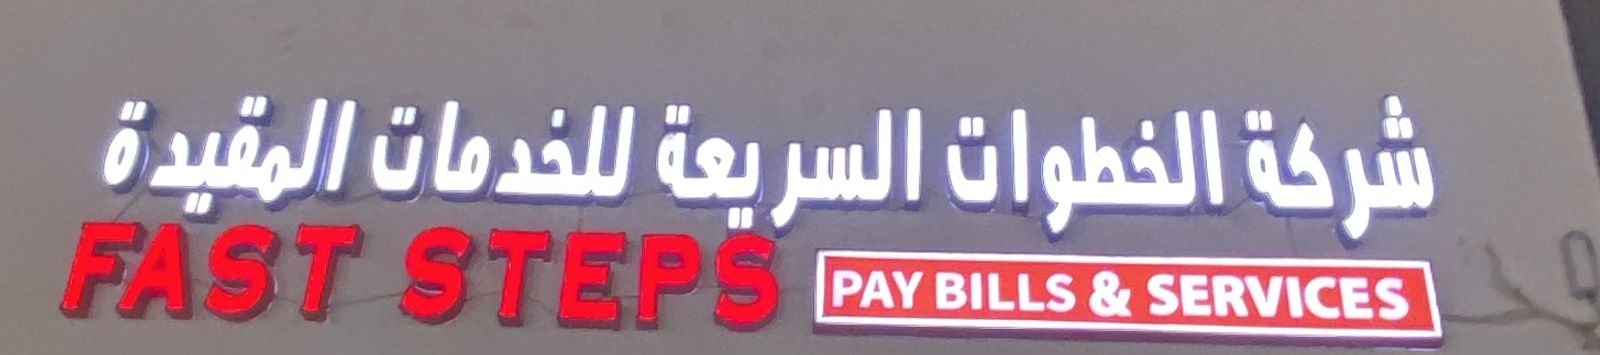 شركة الخطوات السريعة للخدمات المقيدة
FAST STEPS
PAY BILLS & SERVICES